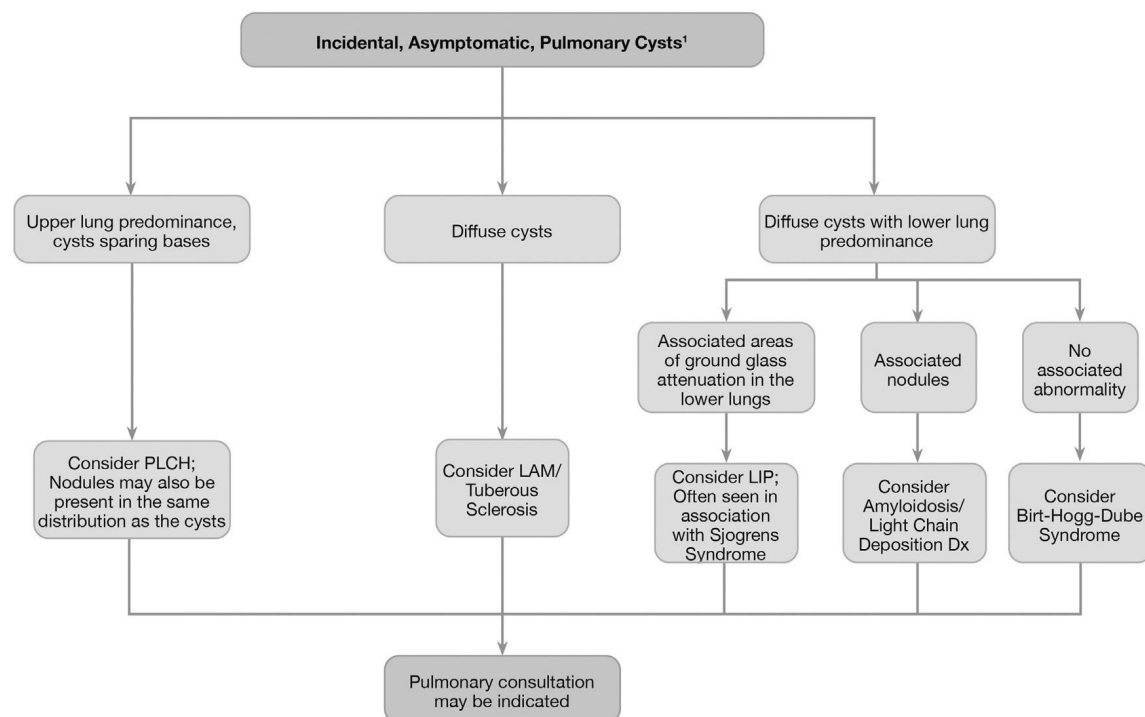 Incidental, Asymptomatic, Pulmonary Cysts¹
Upper lung predominance,
cysts sparing bases
Diffuse cysts
Diffuse cysts with lower lung
predominance
Associated areas
of ground glass
attenuation in the
lower lungs
Associated
nodules
No
associated
abnormality
Consider PLCH;
Nodules may also be
present in the same
distribution as the cysts
Consider LAM/
Tuberous
Sclerosis
Consider LIP;
Often seen in
association
with Sjogrens
Syndrome
Consider
Amyloidosis/
Light Chain
Deposition Dx
Consider
Birt-Hogg-Dube
Syndrome
Pulmonary consultation
may be indicated